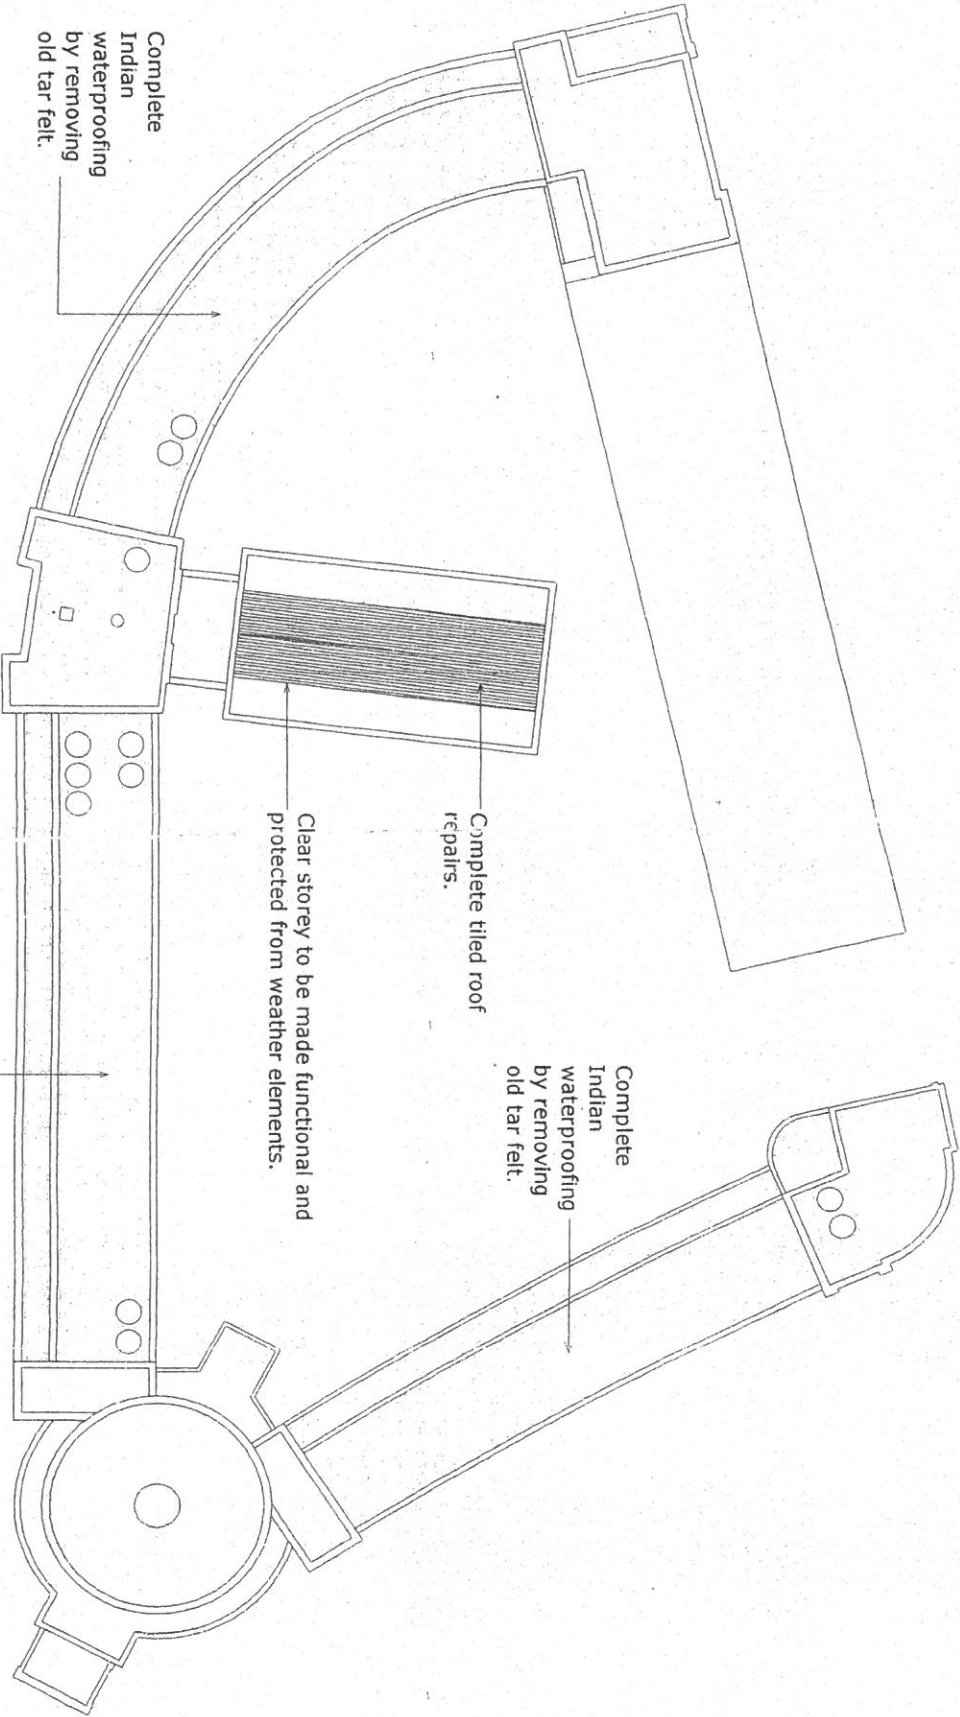 Complete
Indian
waterproofing
by removing
old tar felt.
Complete tiled roof
repairs.
Clear storey to be made functional and
protected from weather elements.
Complete
Indian
waterproofing
by removing
old tar felt.